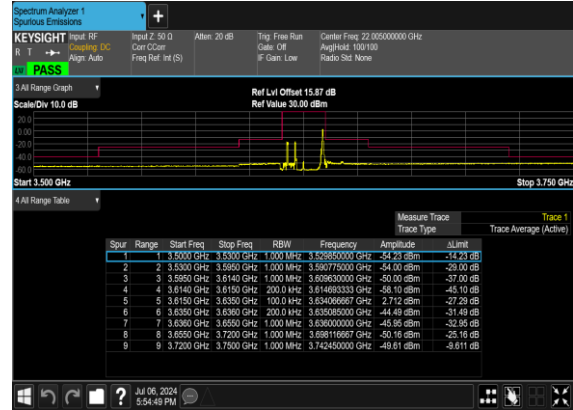 Spectrum Analyzer 1
Spurious Emissions
+
KEYSIGHT Input: RF Input Z: 50 Ω Atten: 20 dB Trig: Free Run Center Freq: 22.005000000 GHz
R T Coupling: DC Corr CCorr Gate: Off Avg|Hold: 100/100
Align: Auto Freq Ref: Int (S) IF Gain: Low Radio Std: None
PASS
3 All Range Graph
Ref Lvl Offset 15.87 dB
Scale/Div 10.0 dB Ref Value 30.00 dBm
20.0
0.00
-20.0
-40.0
-60.0
Start 3.500 GHz Stop 3.750 GHz
4 All Range Table
Measure Trace Trace 1
Trace Type Trace Average (Active)
Spur Range Start Freq Stop Freq RBW Frequency Amplitude ΔLimit
1 1 3.5000 GHz 3.5300 GHz 1.000 MHz 3.529850000 GHz -54.23 dBm -14.23 dB
2 2 3.5300 GHz 3.5950 GHz 1.000 MHz 3.590775000 GHz -54.00 dBm -29.00 dB
3 3 3.5950 GHz 3.6140 GHz 1.000 MHz 3.609630000 GHz -50.00 dBm -37.00 dB
4 4 3.6140 GHz 3.6150 GHz 200.0 kHz 3.614693333 GHz -58.10 dBm -45.10 dB
5 5 3.6150 GHz 3.6350 GHz 100.0 kHz 3.634066667 GHz 2.712 dBm -27.29 dB
6 6 3.6350 GHz 3.6360 GHz 200.0 kHz 3.635085000 GHz -44.49 dBm -31.49 dB
7 7 3.6360 GHz 3.6550 GHz 1.000 MHz 3.636000000 GHz -45.95 dBm -32.95 dB
8 8 3.6550 GHz 3.7200 GHz 1.000 MHz 3.698116667 GHz -50.16 dBm -25.16 dB
9 9 3.7200 GHz 3.7500 GHz 1.000 MHz 3.742450000 GHz -49.61 dBm -9.611 dB
? Jul 06, 2024
5:54:49 PM